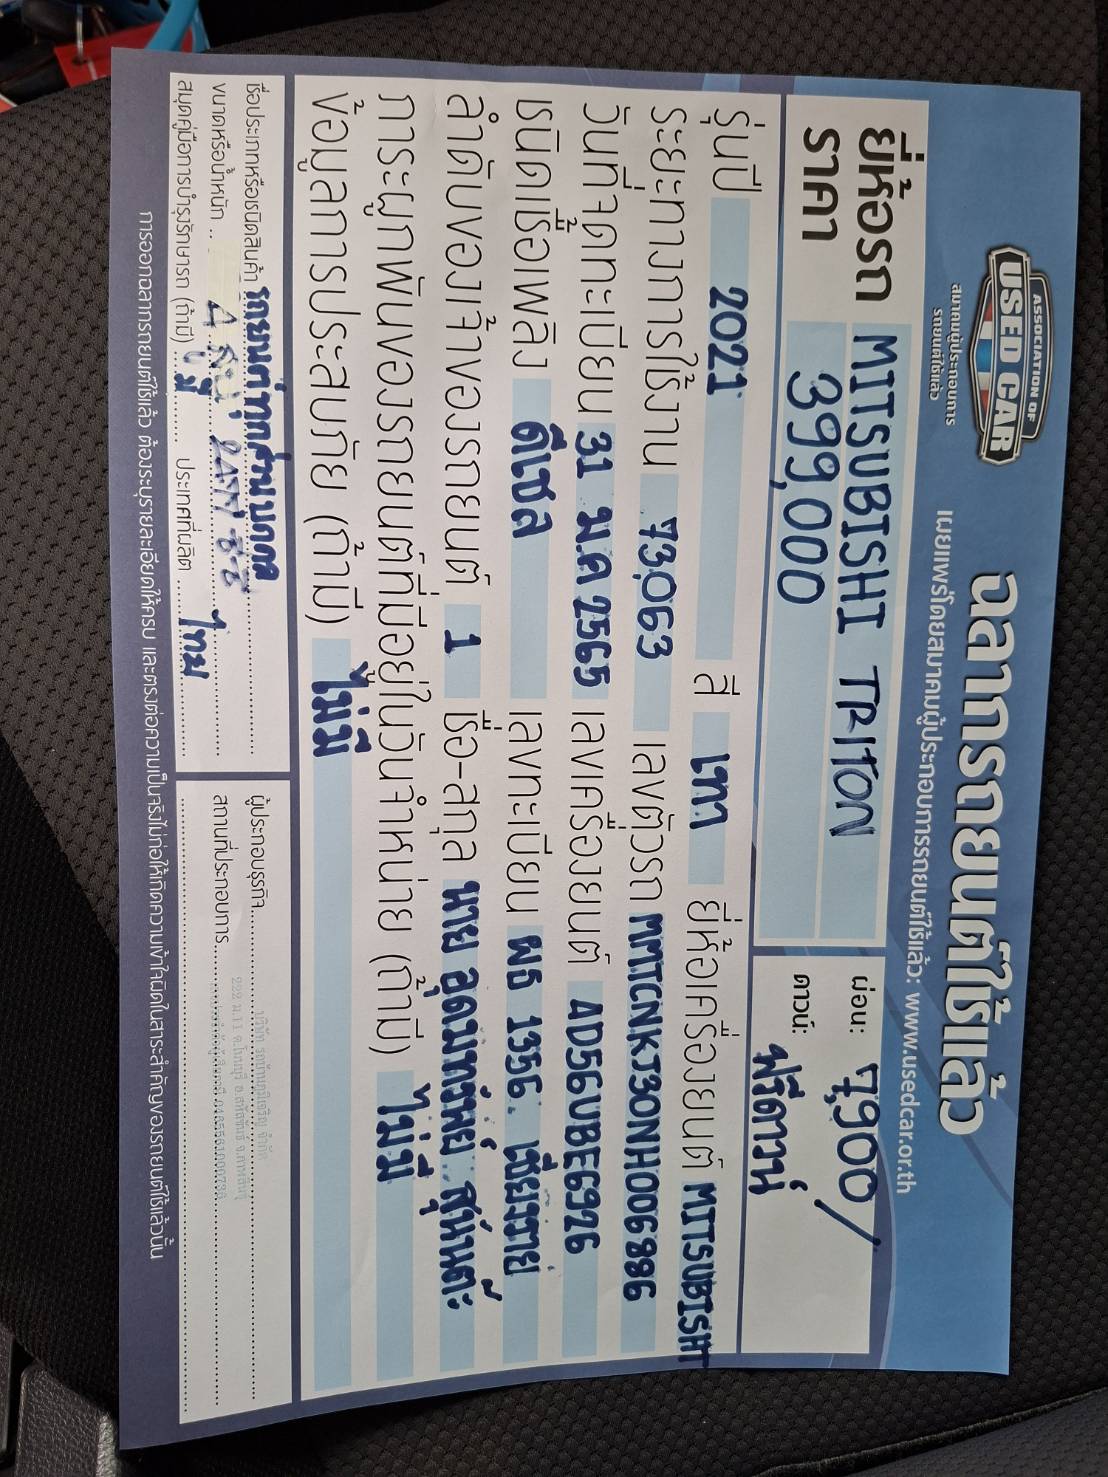 ASSOCIATION OF
USED CAR
สมาคมผู้ประกอบการ
รถยนต์ใช้แล้ว
ฉลากรถยนต์ใช้แล้ว
เผยแพร่โดยสมาคมผู้ประกอบการรถยนต์ใช้แล้ว: www.usedcar.or.th
ยี่ห้อรถ MITSUBISHI TRITON
ราคา 399,000
ผ่อน: 7,900/
ดาวน์: ฟรีดาวน์
รุ่นปี 2021 สี เทา ยี่ห้อเครื่องยนต์ MITSUBISHI
ระยะทางการใช้งาน 73,063 เลขตัวรถ MMTCNKJ30NH006886
วันที่จดทะเบียน 31 ม.ค 2565 เลขเครื่องยนต์ 4D56UBE6926
ชนิดเชื้อเพลิง ดีเซล เลขทะเบียน ผธ 1356. เชียงราย
ลำดับของเจ้าของรถยนต์ 1 ชื่อ-สกุล นาย อุดมทรัพย์ สันนต๊ะ
ภาระผูกพันของรถยนต์ที่มีอยู่ในวันจำหน่าย (ถ้ามี) ไม่มี
ข้อมูลการประสบภัย (ถ้ามี) ไม่มี
ชื่อประเภทหรือชนิดสินค้า รถยนต์บุคคล
ขนาดหรือน้ำหนัก .. 4 สูบ 2477 ซีซี
สมุดคู่มือการบำรุงรักษารถ (ถ้ามี) .. มี ประเทศที่ผลิต ไทย
ผู้ประกอบธุรกิจ
สถานที่ประกอบการ
การออกฉลากรถยนต์ใช้แล้ว ต้องระบุรายละเอียดให้ครบ และตรงต่อความเป็นจริงไม่ก่อให้เกิดความเข้าใจผิดในสาระสำคัญของรถยนต์ใช้แล้วนั้น